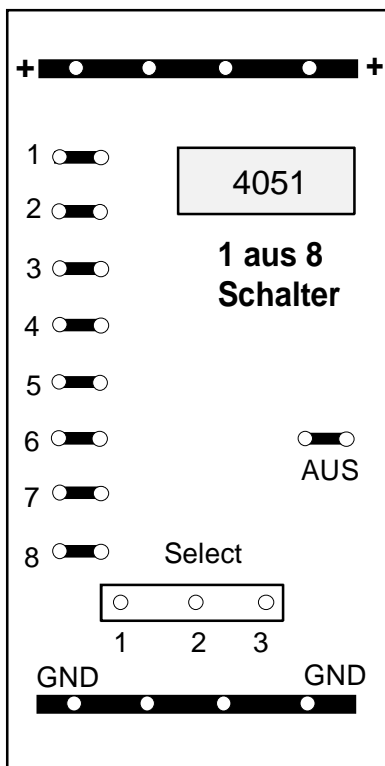 + +
1
4051
2
1 aus 8
3
Schalter
4
5
6
AUS
7
8
Select
1 2 3
GND GND